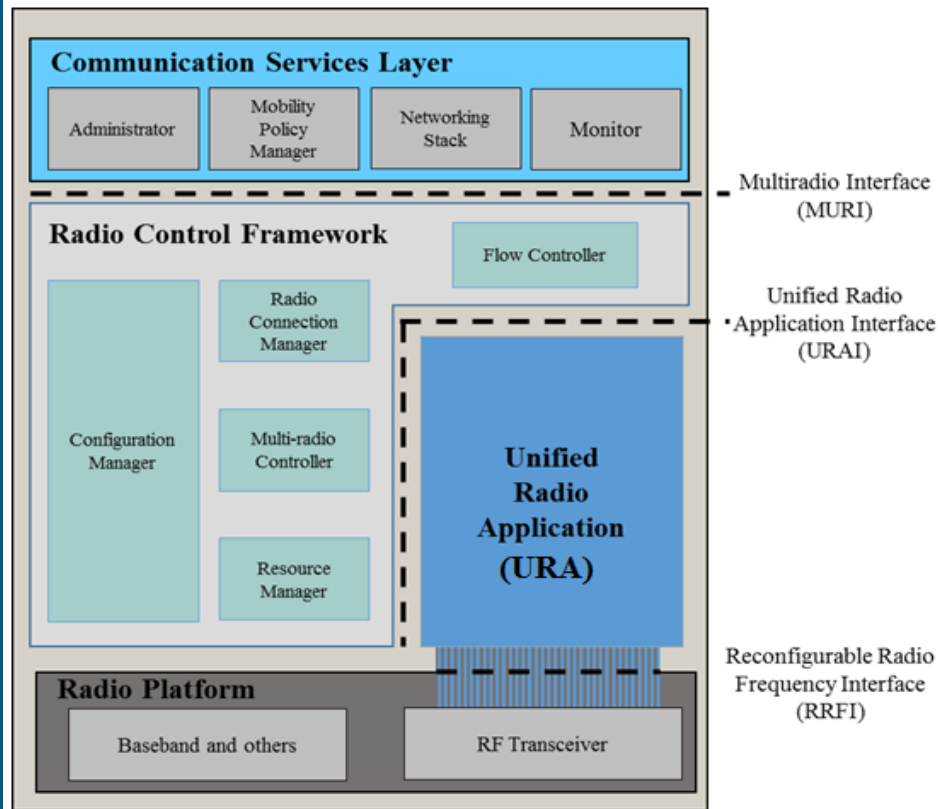 Communication Services Layer
Administrator
Mobility
Policy
Manager
Networking
Stack
Monitor
Multiradio Interface
(MURI)
Radio Control Framework
Flow Controller
Unified Radio
Application Interface
(URAI)
Configuration
Manager
Radio
Connection
Manager
Multi-radio
Controller
Resource
Manager
Unified
Radio
Application
(URA)
Reconfigurable Radio
Frequency Interface
(RRFI)
Radio Platform
Baseband and others
RF Transceiver